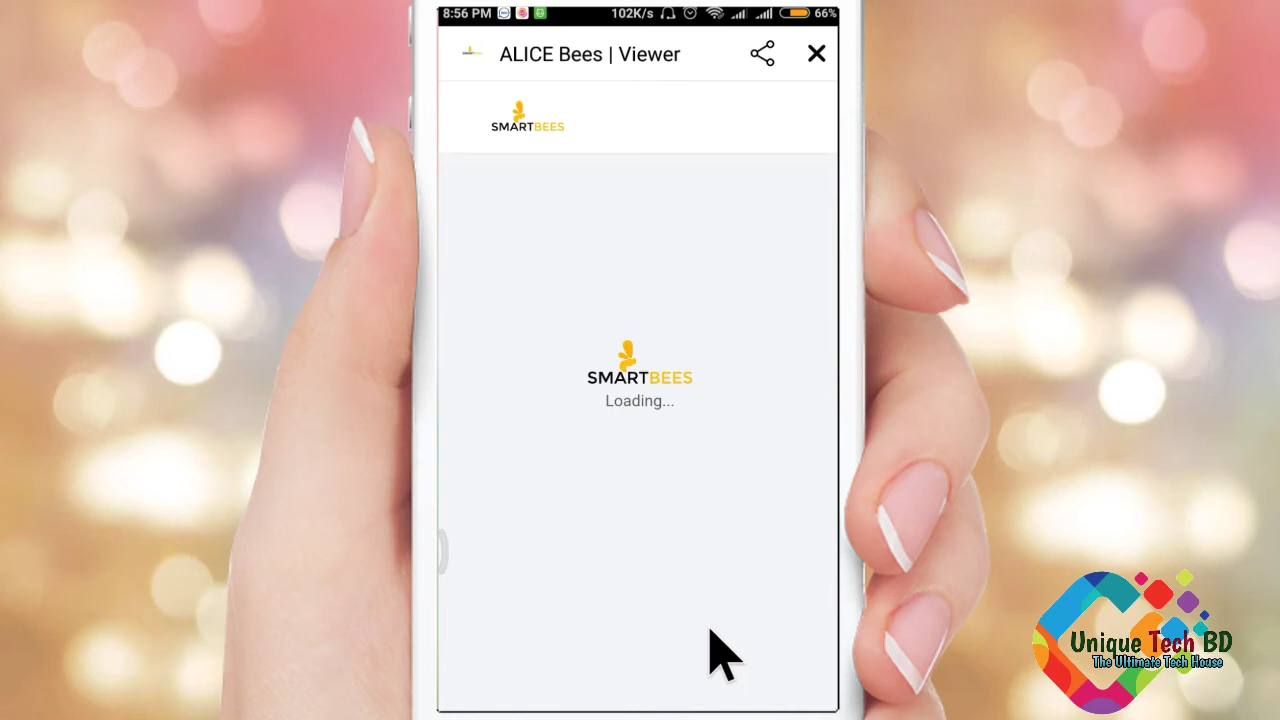 8:56 PM 102K/s 66%
ALICE Bees | Viewer
SMARTBEES
SMARTBEES
Loading...
Unique Tech BD
The Ultimate Tech House